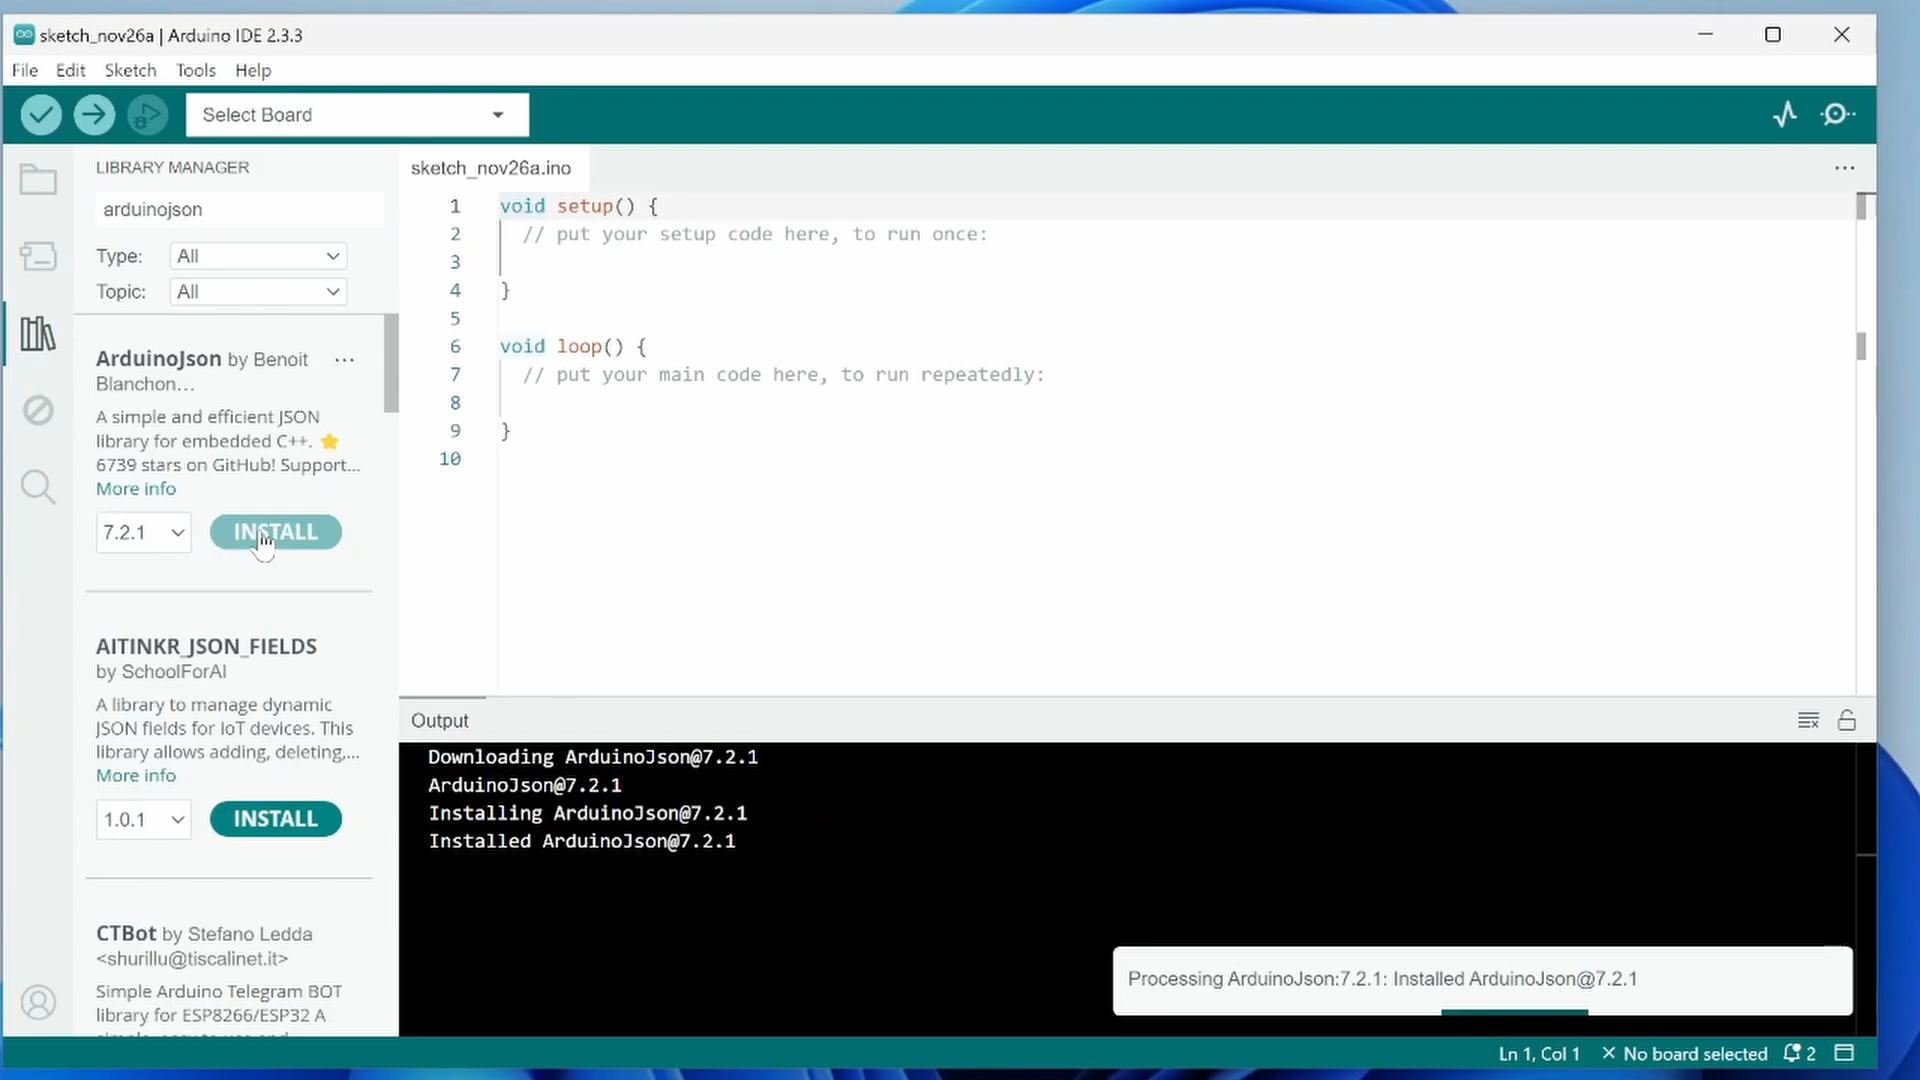 sketch_nov26a | Arduino IDE 2.3.3
File Edit Sketch Tools Help
Select Board
LIBRARY MANAGER
arduinojson
Type: All
Topic: All
ArduinoJson by Benoit
Blanchon...
A simple and efficient JSON
library for embedded C++. ⭐
6739 stars on GitHub! Support...
More info
7.2.1 INSTALL
AITINKR_JSON_FIELDS
by SchoolForAI
A library to manage dynamic
JSON fields for IoT devices. This
library allows adding, deleting,...
More info
1.0.1 INSTALL
CTBot by Stefano Ledda
<shurillu@tiscalinet.it>
Simple Arduino Telegram BOT
library for ESP8266/ESP32 A
sketch_nov26a.ino
1 void setup() {
2 // put your setup code here, to run once:
3
4 }
5
6 void loop() {
7 // put your main code here, to run repeatedly:
8
9 }
10
Output
Downloading ArduinoJson@7.2.1
ArduinoJson@7.2.1
Installing ArduinoJson@7.2.1
Installed ArduinoJson@7.2.1
Processing ArduinoJson:7.2.1: Installed ArduinoJson@7.2.1
Ln 1, Col 1 × No board selected 2